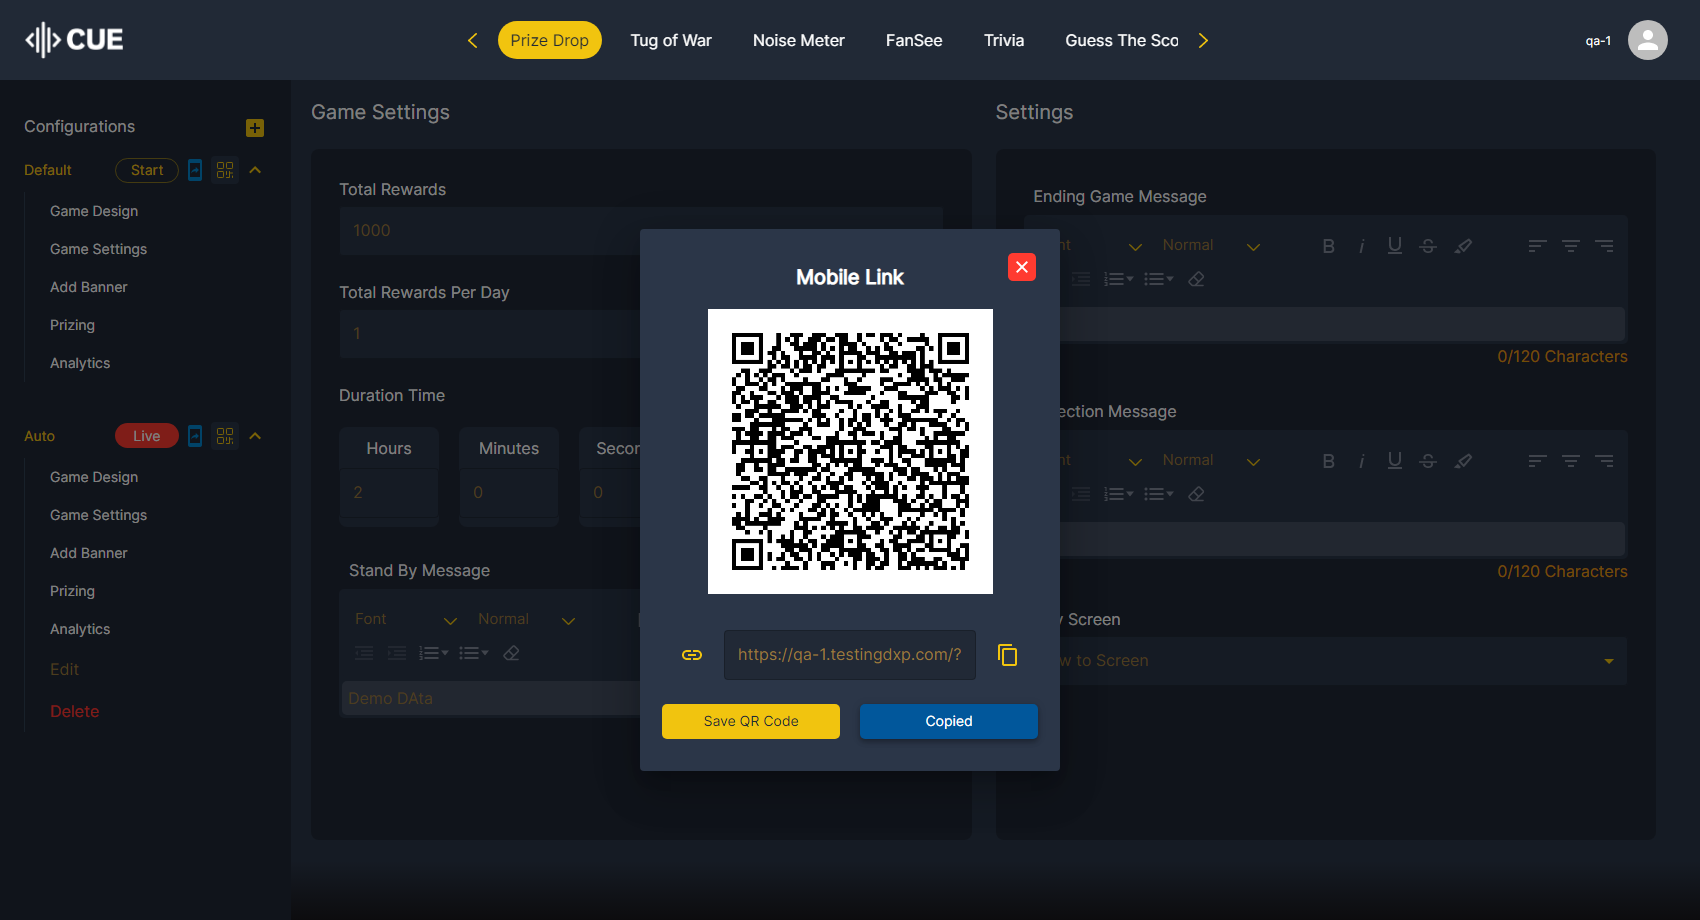 CUE
Prize Drop
Tug of War
Noise Meter
FanSee
Trivia
Guess The Sco
qa-1
Configurations
Default
Start
Game Design
Game Settings
Add Banner
Prizing
Analytics
Auto
Live
Game Design
Game Settings
Add Banner
Prizing
Analytics
Edit
Delete
Game Settings
Total Rewards
1000
Total Rewards Per Day
1
Duration Time
Hours
Minutes
Secon
2
0
0
Stand By Message
Font
Normal
Demo DAta
Mobile Link
https://qa-1.testingdxp.com/?
Save QR Code
Copied
Settings
Ending Game Message
nt
Normal
B i U S
0/120 Characters
ection Message
nt
Normal
B i U S
0/120 Characters
y Screen
w to Screen